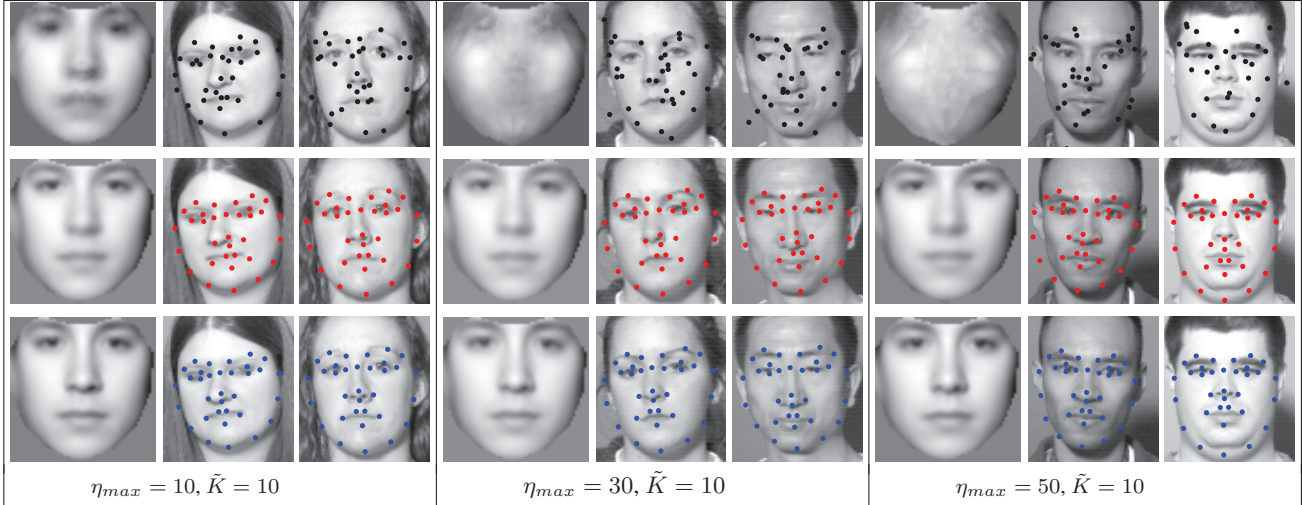 η_max = 10, K̃ = 10
η_max = 30, K̃ = 10
η_max = 50, K̃ = 10